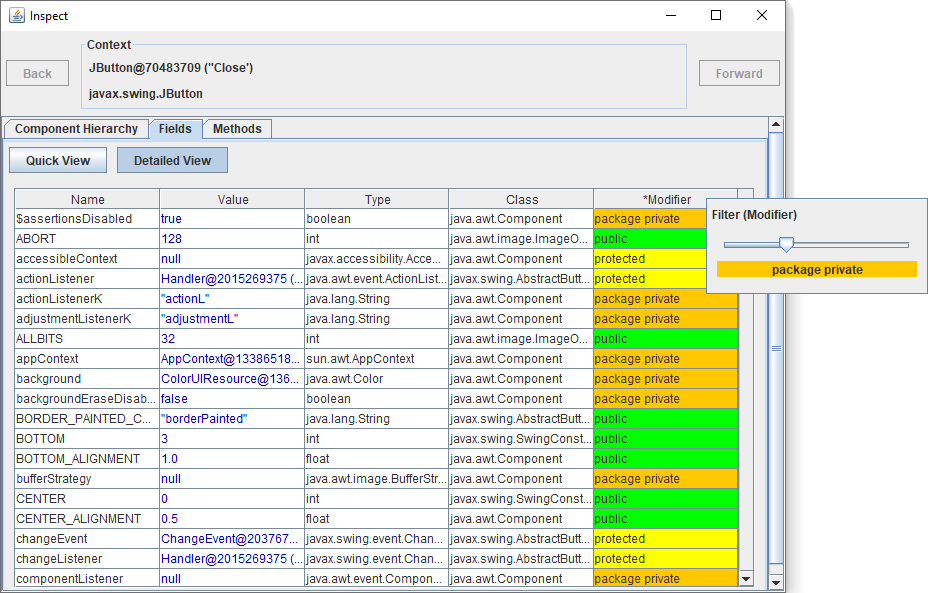 Inspect
Context
JButton@70483709 ("Close')
javax.swing.JButton
Back
Forward
Component Hierarchy Fields Methods
Quick View Detailed View
Name Value Type Class *Modifier
$assertionsDisabled true boolean java.awt.Component package private
ABORT 128 int java.awt.image.ImageO... public
accessibleContext null javax.accessibility.Acce... java.awt.Component protected
actionListener Handler@2015269375 (... java.awt.event.ActionList... javax.swing.AbstractButt... protected
actionListenerK "actionL" java.lang.String java.awt.Component package private
adjustmentListenerK "adjustmentL" java.lang.String java.awt.Component package private
ALLBITS 32 int java.awt.image.ImageO... public
appContext AppContext@13386518... sun.awt.AppContext java.awt.Component package private
background ColorUIResource@136... java.awt.Color java.awt.Component package private
backgroundEraseDisab... false boolean java.awt.Component package private
BORDER_PAINTED_C... "borderPainted" java.lang.String javax.swing.AbstractButt... public
BOTTOM 3 int javax.swing.SwingConst... public
BOTTOM_ALIGNMENT 1.0 float java.awt.Component public
bufferStrategy null java.awt.image.BufferStr... java.awt.Component package private
CENTER 0 int javax.swing.SwingConst... public
CENTER_ALIGNMENT 0.5 float java.awt.Component public
changeEvent ChangeEvent@203767... javax.swing.event.Chan... javax.swing.AbstractButt... protected
changeListener Handler@2015269375 (... javax.swing.event.Chan... javax.swing.AbstractButt... protected
componentListener null java.awt.event.Compon... java.awt.Component package private
Filter (Modifier)
package private